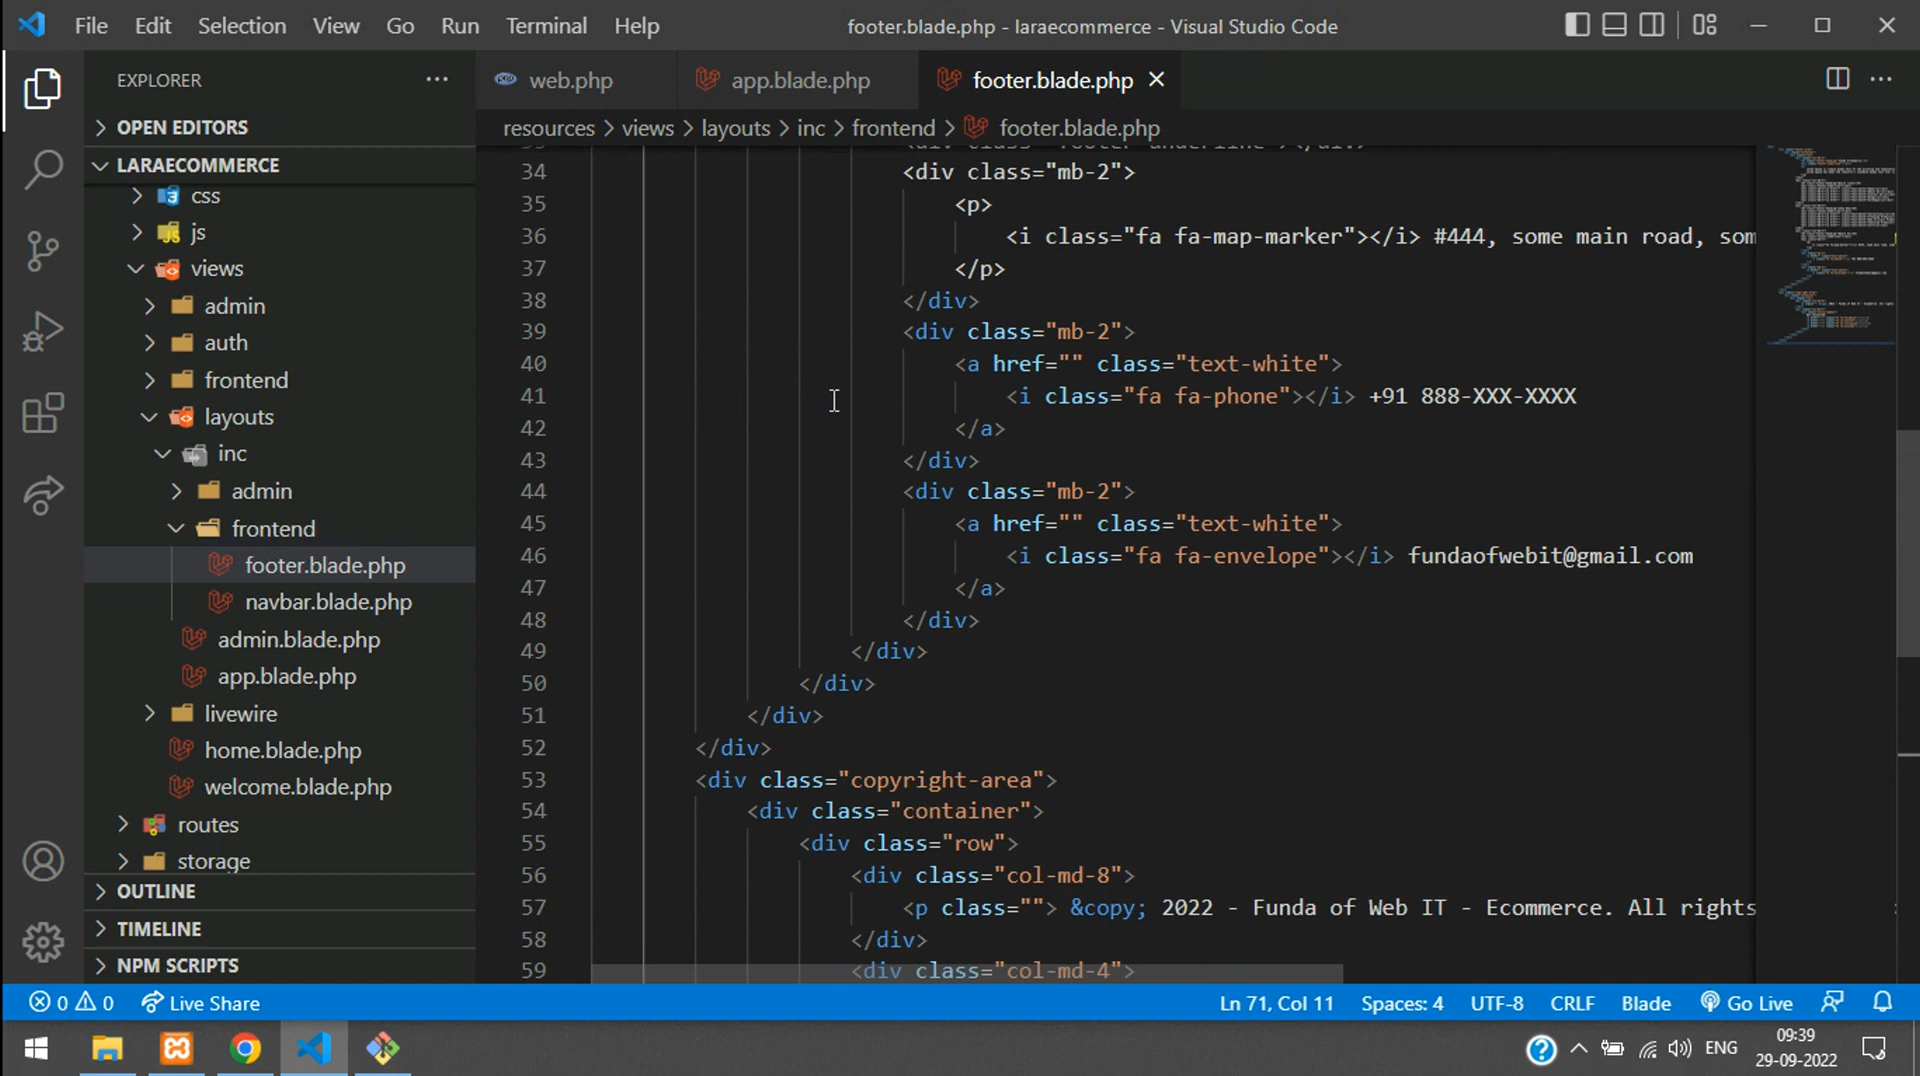 File Edit Selection View Go Run Terminal Help
footer.blade.php - laraecommerce - Visual Studio Code
EXPLORER
OPEN EDITORS
LARAECOMMERCE
css
js
views
admin
auth
frontend
layouts
inc
admin
frontend
footer.blade.php
navbar.blade.php
admin.blade.php
app.blade.php
livewire
home.blade.php
welcome.blade.php
routes
storage
OUTLINE
TIMELINE
NPM SCRIPTS
web.php app.blade.php footer.blade.php
resources > views > layouts > inc > frontend > footer.blade.php
34 <div class="mb-2">
35 <p>
36 <i class="fa fa-map-marker"></i> #444, some main road, som
37 </p>
38 </div>
39 <div class="mb-2">
40 <a href="" class="text-white">
41 <i class="fa fa-phone"></i> +91 888-XXX-XXXX
42 </a>
43 </div>
44 <div class="mb-2">
45 <a href="" class="text-white">
46 <i class="fa fa-envelope"></i> fundaofwebit@gmail.com
47 </a>
48 </div>
49 </div>
50 </div>
51 </div>
52 </div>
53 <div class="copyright-area">
54 <div class="container">
55 <div class="row">
56 <div class="col-md-8">
57 <p class=""> &copy; 2022 - Funda of Web IT - Ecommerce. All rights
58 </div>
59 <div class="col-md-4">
0 0 Live Share
Ln 71, Col 11 Spaces: 4 UTF-8 CRLF Blade Go Live
ENG
09:39
29-09-2022